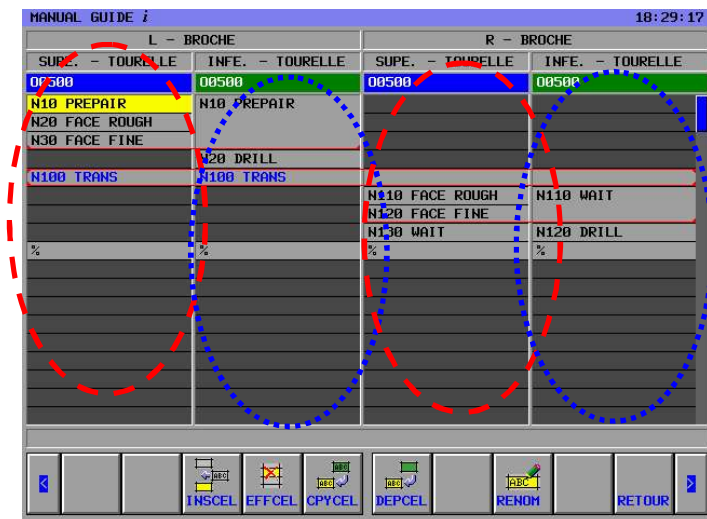 MANUAL GUIDE i 18:29:17
L - BROCHE R - BROCHE
SUPE. - TOURELLE INFE. - TOURELLE SUPE. - TOURELLE INFE. - TOURELLE
O0500 O0500 O0500 O0500
N10 PREPAIR N10 PREPAIR
N20 FACE ROUGH
N30 FACE FINE
N20 DRILL
N100 TRANS N100 TRANS
N110 FACE ROUGH N110 WAIT
N120 FACE FINE
N130 WAIT N120 DRILL
% % % %
INSCEL EFFCEL CPYCEL DEPCEL RENOM RETOUR